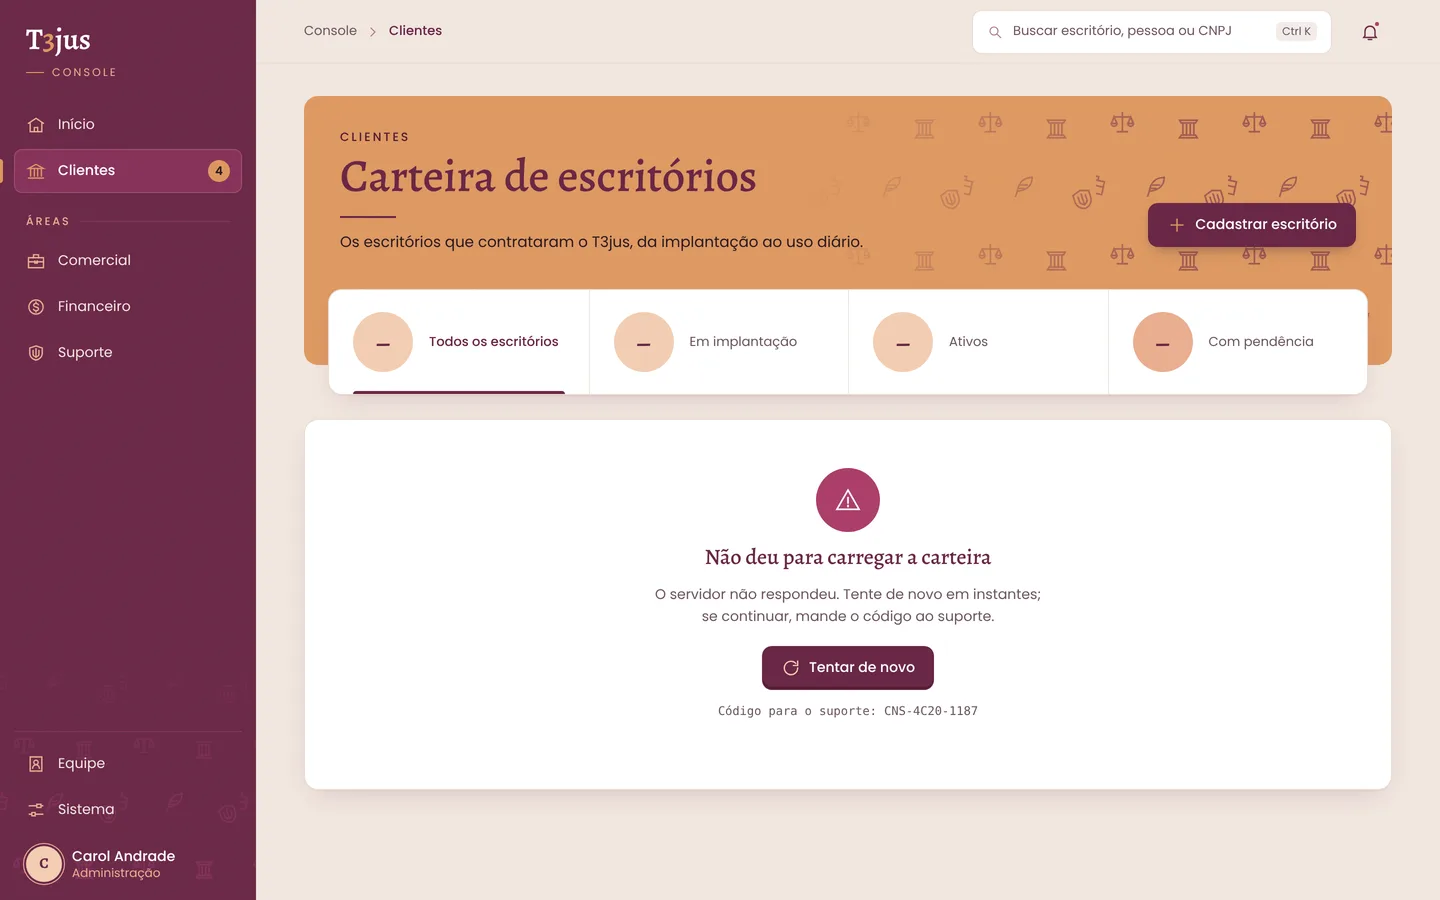 T3jus
CONSOLE
Início
Clientes 4
ÁREAS
Comercial
Financeiro
Suporte
Equipe
Sistema
C
Carol Andrade
Administração
Console > Clientes
Buscar escritório, pessoa ou CNPJ Ctrl K
CLIENTES
Carteira de escritórios
Os escritórios que contrataram o T3jus, da implantação ao uso diário.
Cadastrar escritório
– Todos os escritórios
– Em implantação
– Ativos
– Com pendência
Não deu para carregar a carteira
O servidor não respondeu. Tente de novo em instantes;
se continuar, mande o código ao suporte.
Tentar de novo
Código para o suporte: CNS-4C20-1187